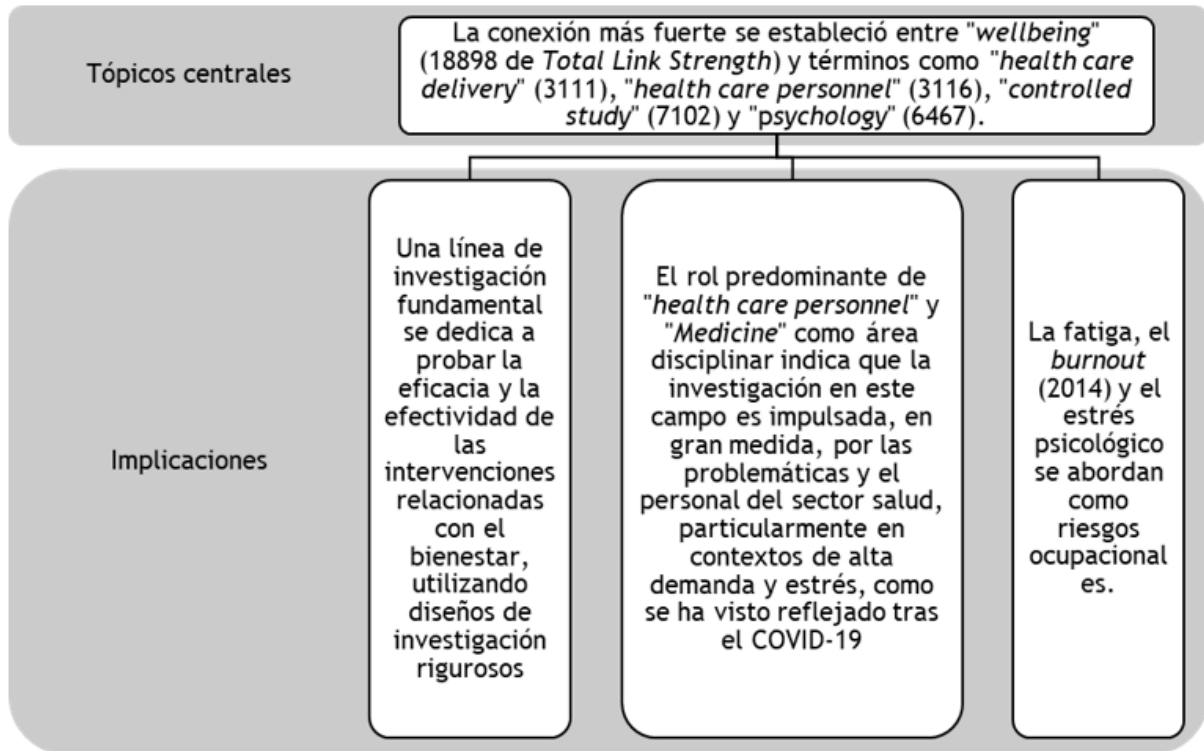 Tópicos centrales
La conexión más fuerte se estableció entre "wellbeing"
(18898 de Total Link Strength) y términos como "health care
delivery" (3111), "health care personnel" (3116), "controlled
study" (7102) y "psychology" (6467).
Implicaciones
Una línea de
investigación
fundamental
se dedica a
probar la
eficacia y la
efectividad de
las
intervenciones
relacionadas
con el
bienestar,
utilizando
diseños de
investigación
rigurosos
El rol predominante de
"health care personnel" y
"Medicine" como área
disciplinar indica que la
investigación en este
campo es impulsada, en
gran medida, por las
problemáticas y el
personal del sector salud,
particularmente en
contextos de alta
demanda y estrés, como
se ha visto reflejado tras
el COVID-19
La fatiga, el
burnout
(2014) y el
estrés
psicológico
se abordan
como
riesgos
ocupacional
es.